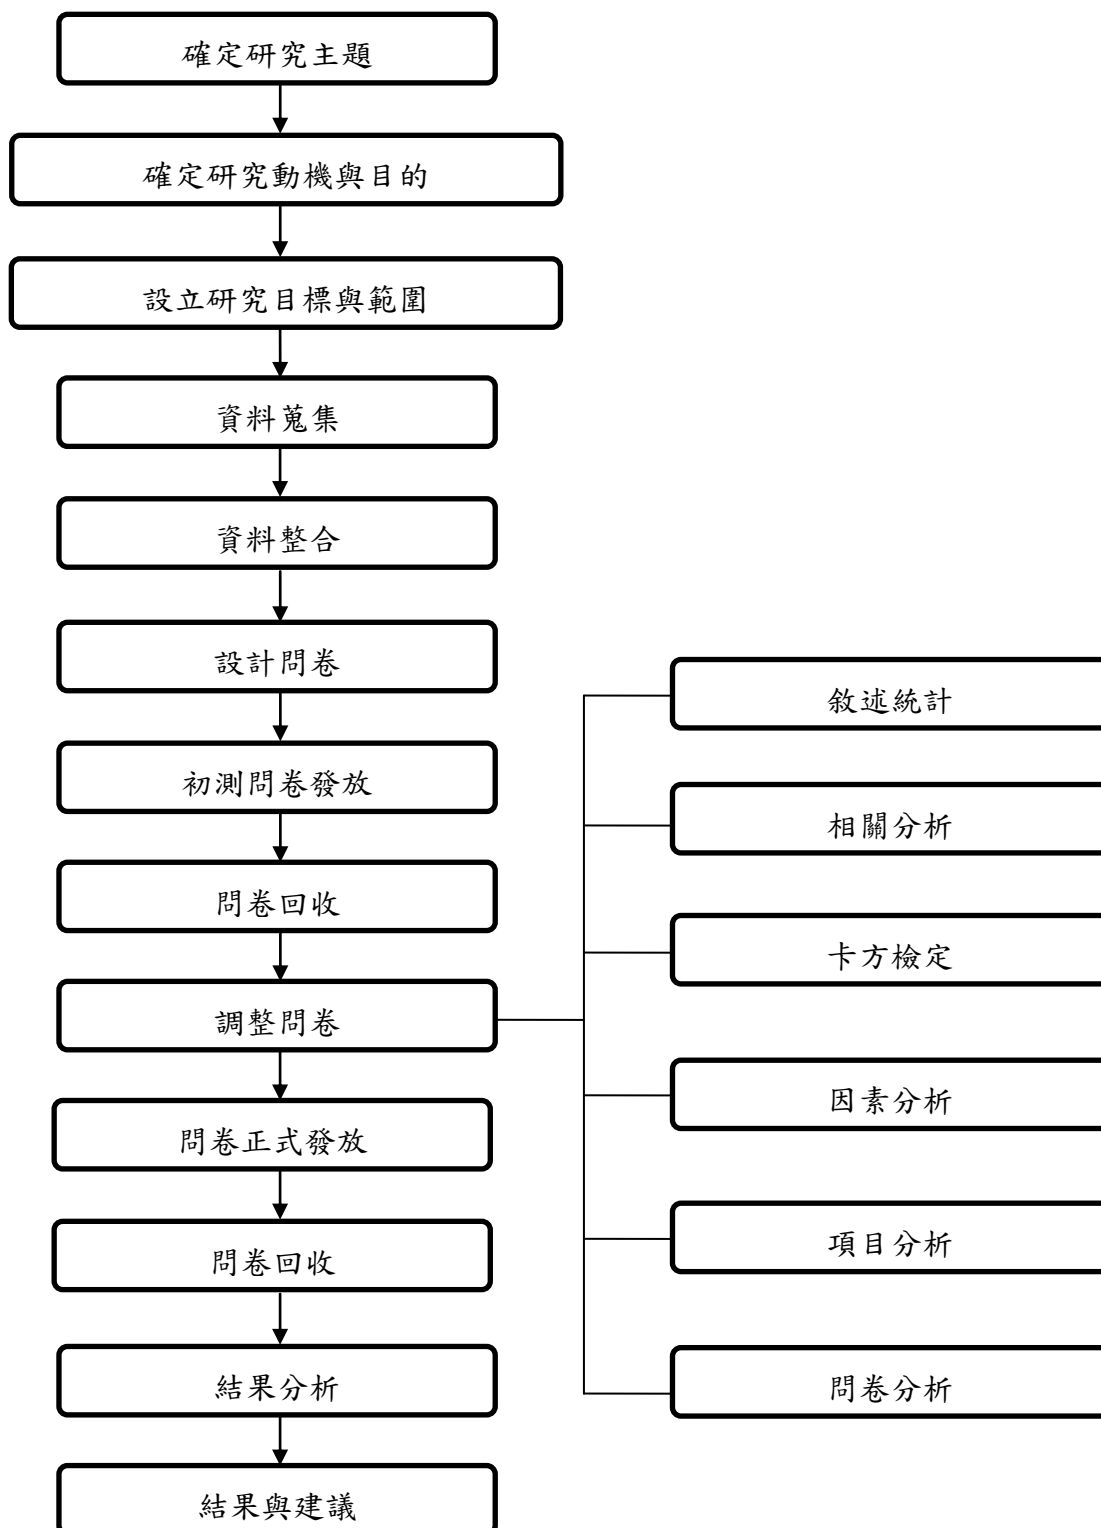 確定研究主題
確定研究動機與目的
設立研究目標與範圍
資料蒐集
資料整合
設計問卷
初測問卷發放
問卷回收
調整問卷
問卷正式發放
問卷回收
結果分析
結果與建議
敘述統計
相關分析
卡方檢定
因素分析
項目分析
問卷分析